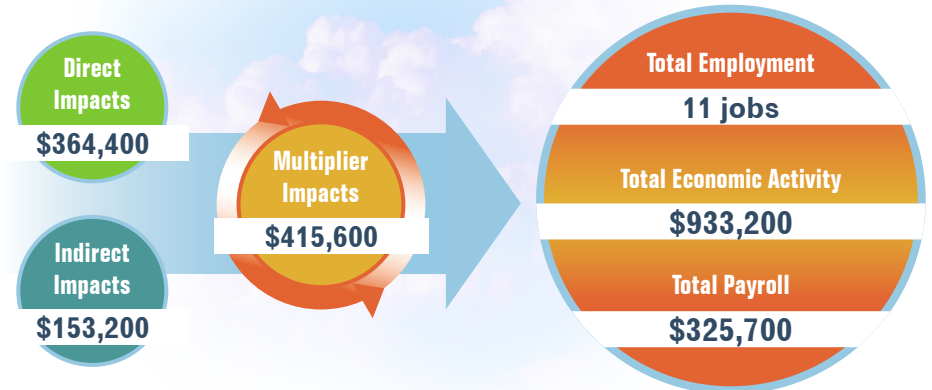 Direct
Impacts
$364,400
Indirect
Impacts
$153,200
Multiplier
Impacts
$415,600
Total Employment
11 jobs
Total Economic Activity
$933,200
Total Payroll
$325,700